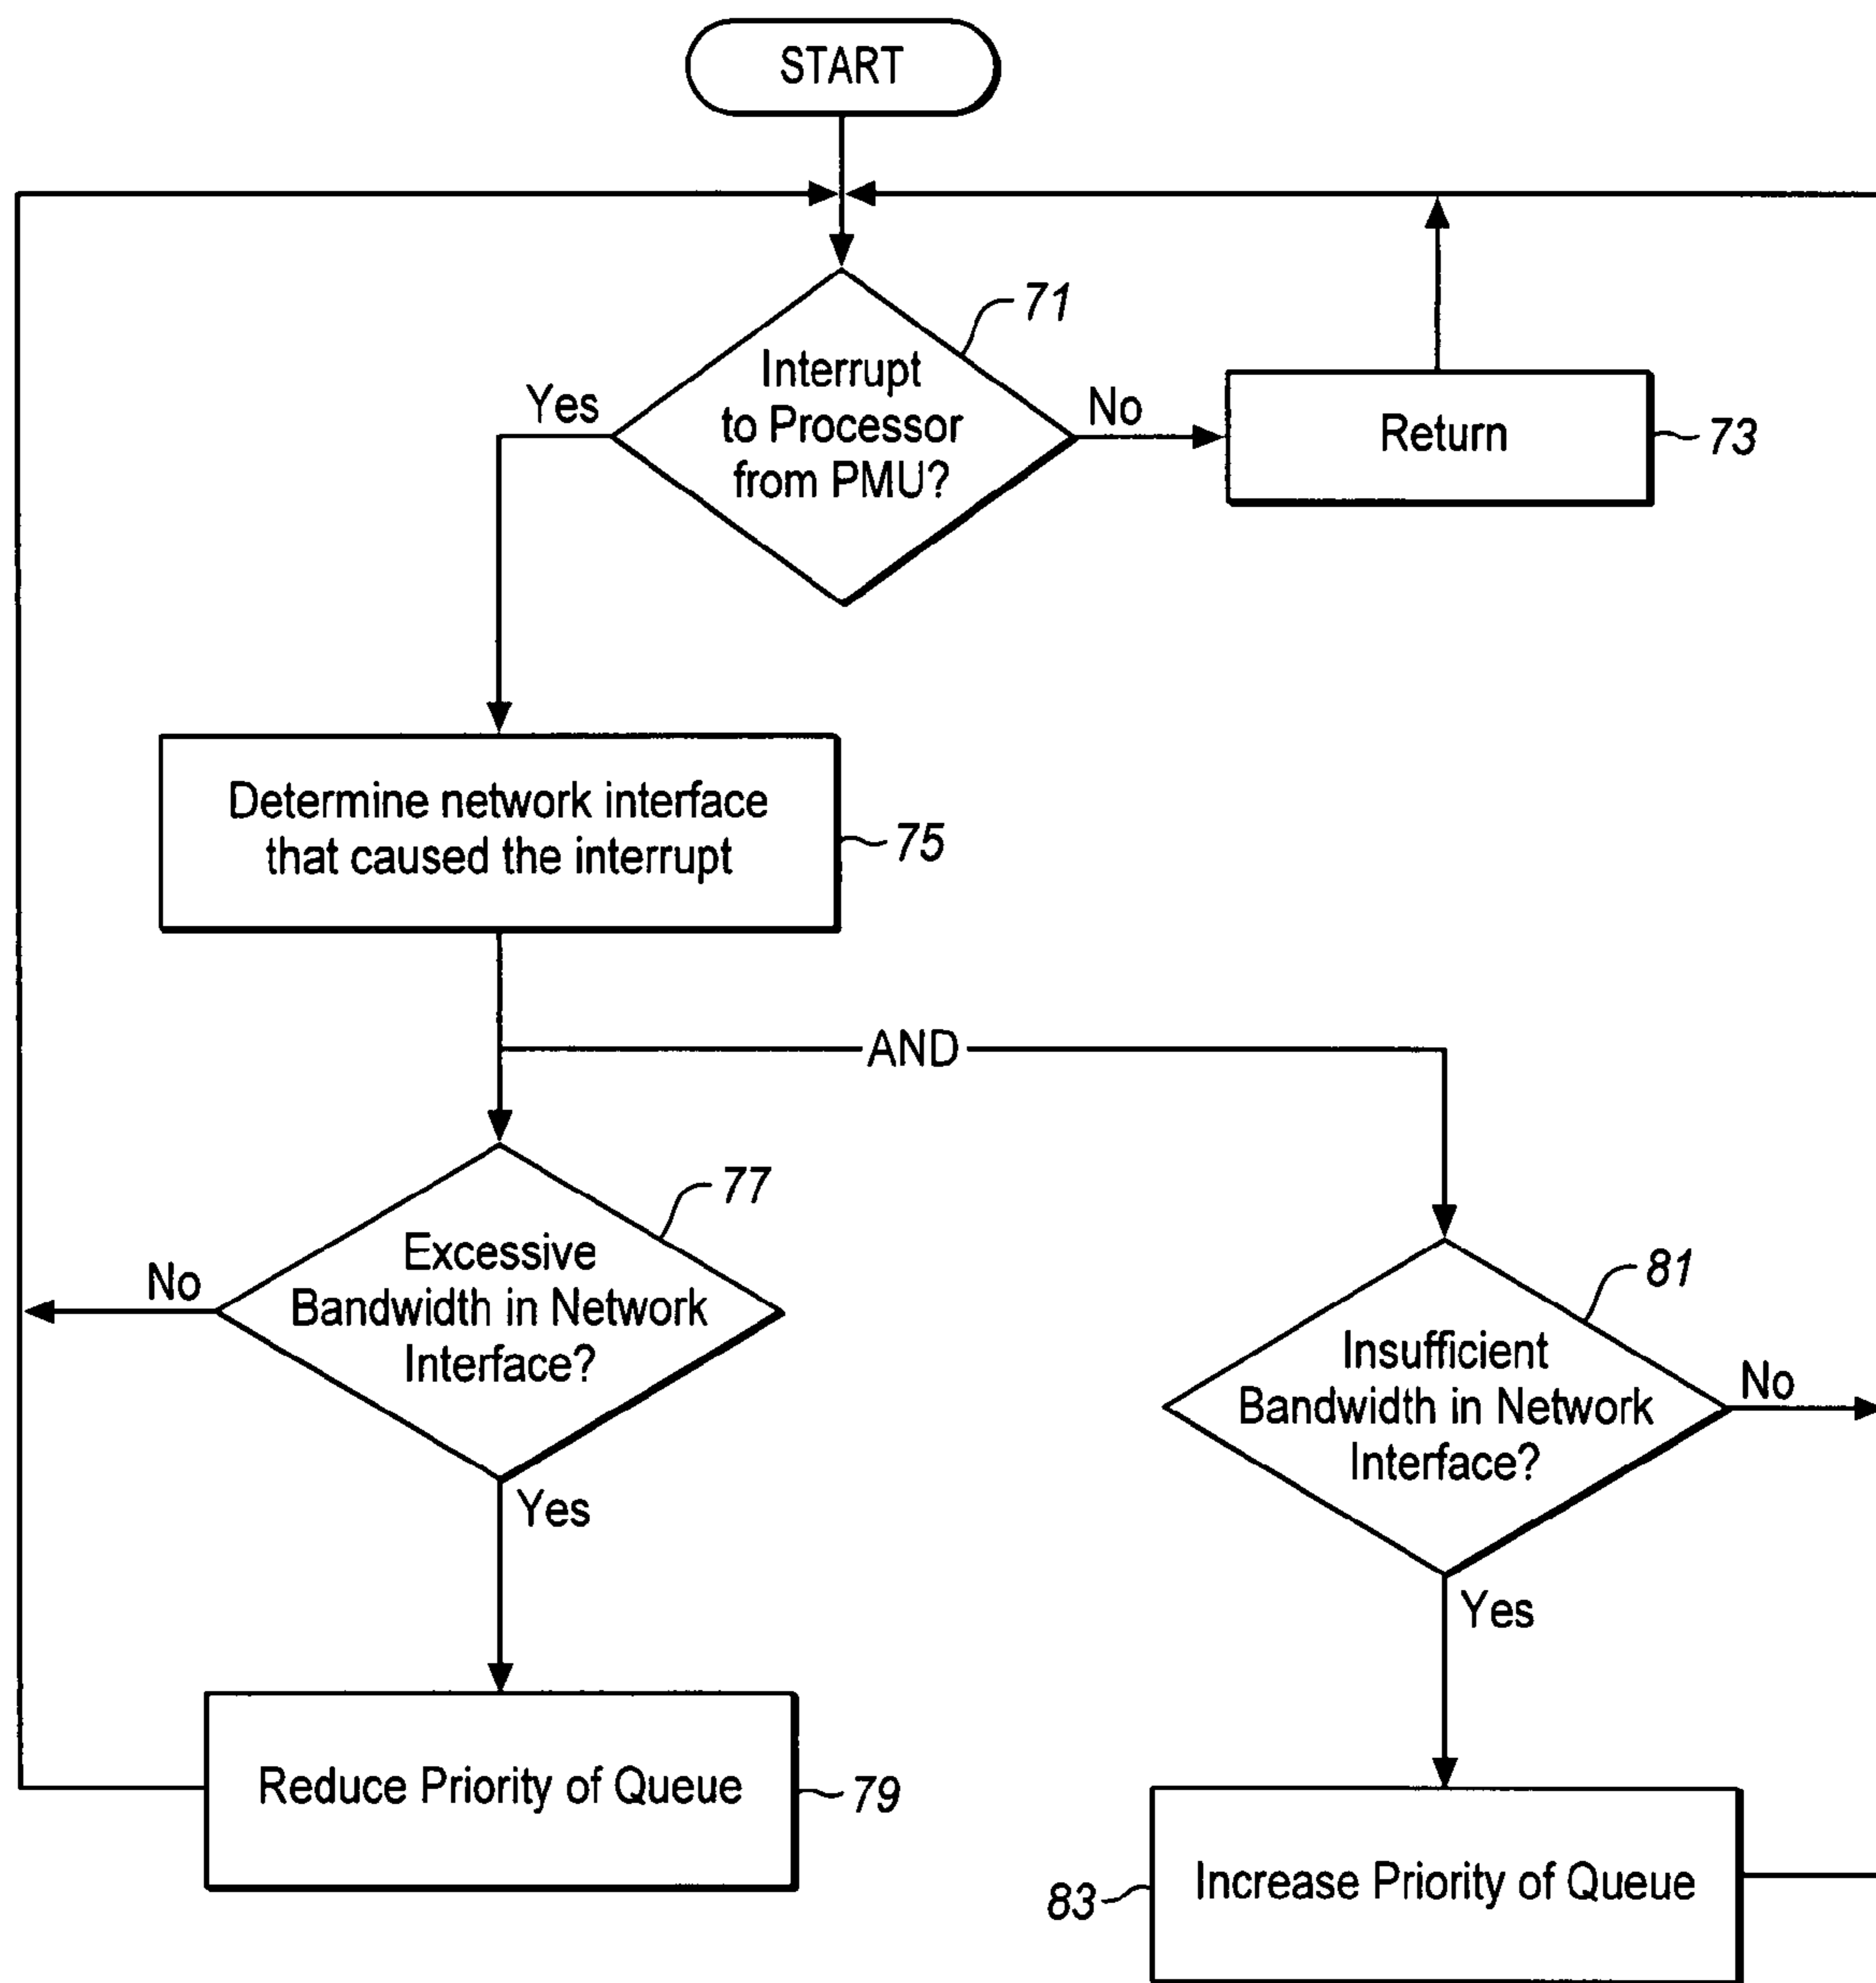 START
71
Interrupt
to Processor
from PMU?
Yes
No
Return
73
Determine network interface
that caused the interrupt
75
AND
77
Excessive
Bandwidth in Network
Interface?
No
Yes
81
Insufficient
Bandwidth in Network
Interface?
No
Yes
Reduce Priority of Queue
79
Increase Priority of Queue
83